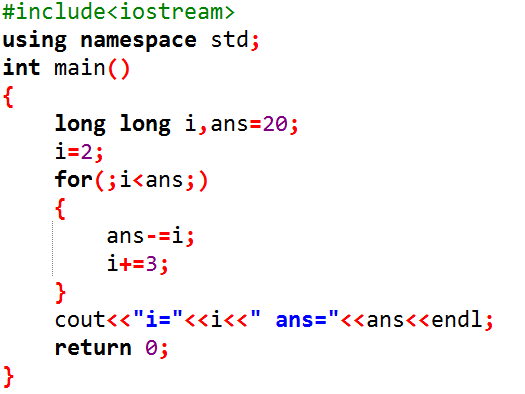 #include<iostream>
using namespace std;
int main()
{
    long long i,ans=20;
    i=2;
    for(;i<ans;)
    {
        ans-=i;
        i+=3;
    }
    cout<<"i="<<i<<" ans="<<ans<<endl;
    return 0;
}